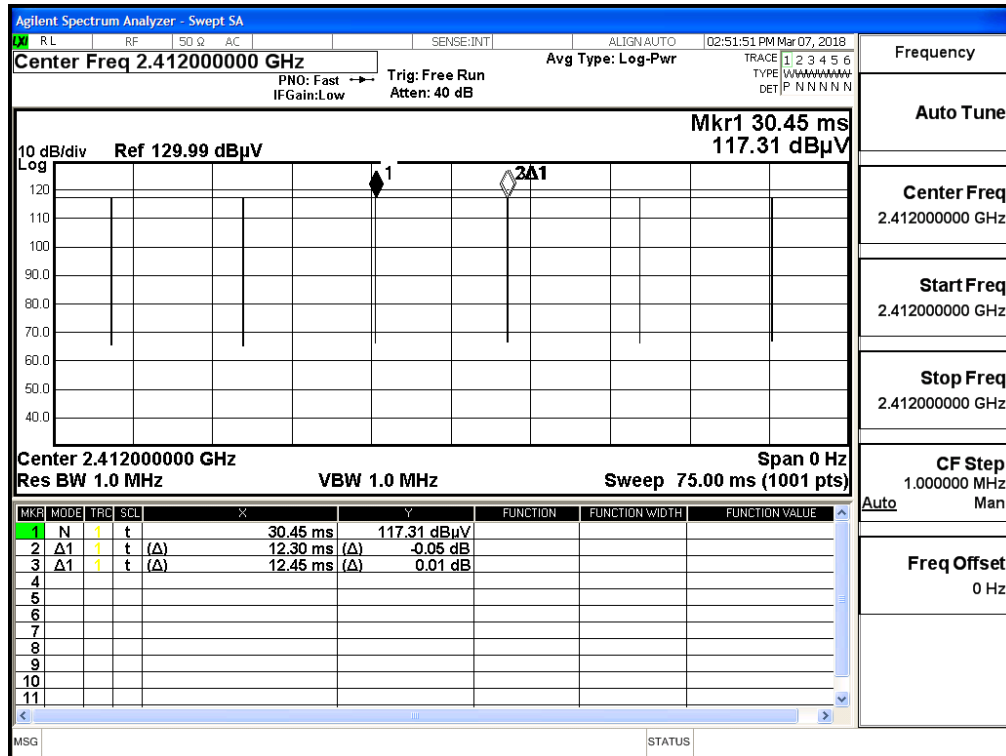 Agilent Spectrum Analyzer - Swept SA
LXI RL RF 50 Ω AC SENSE:INT ALIGN AUTO 02:51:51 PM Mar 07, 2018
Center Freq 2.412000000 GHz
PNO: Fast
IFGain:Low
Trig: Free Run
Atten: 40 dB
Avg Type: Log-Pwr
TRACE 1 2 3 4 5 6
TYPE WWWWWW
DET P N N N N N
Mkr1 30.45 ms
117.31 dBµV
10 dB/div Ref 129.99 dBµV
Log
1 3Δ1
120
110
100
90.0
80.0
70.0
60.0
50.0
40.0
Center 2.412000000 GHz Span 0 Hz
Res BW 1.0 MHz VBW 1.0 MHz Sweep 75.00 ms (1001 pts)
MKR MODE TRC SCL X Y FUNCTION FUNCTION WIDTH FUNCTION VALUE
1 N 1 t 30.45 ms 117.31 dBµV
2 Δ1 1 t (Δ) 12.30 ms (Δ) -0.05 dB
3 Δ1 1 t (Δ) 12.45 ms (Δ) 0.01 dB
4
5
6
7
8
9
10
11
MSG STATUS
Frequency
Auto Tune
Center Freq
2.412000000 GHz
Start Freq
2.412000000 GHz
Stop Freq
2.412000000 GHz
CF Step
1.000000 MHz
Auto Man
Freq Offset
0 Hz